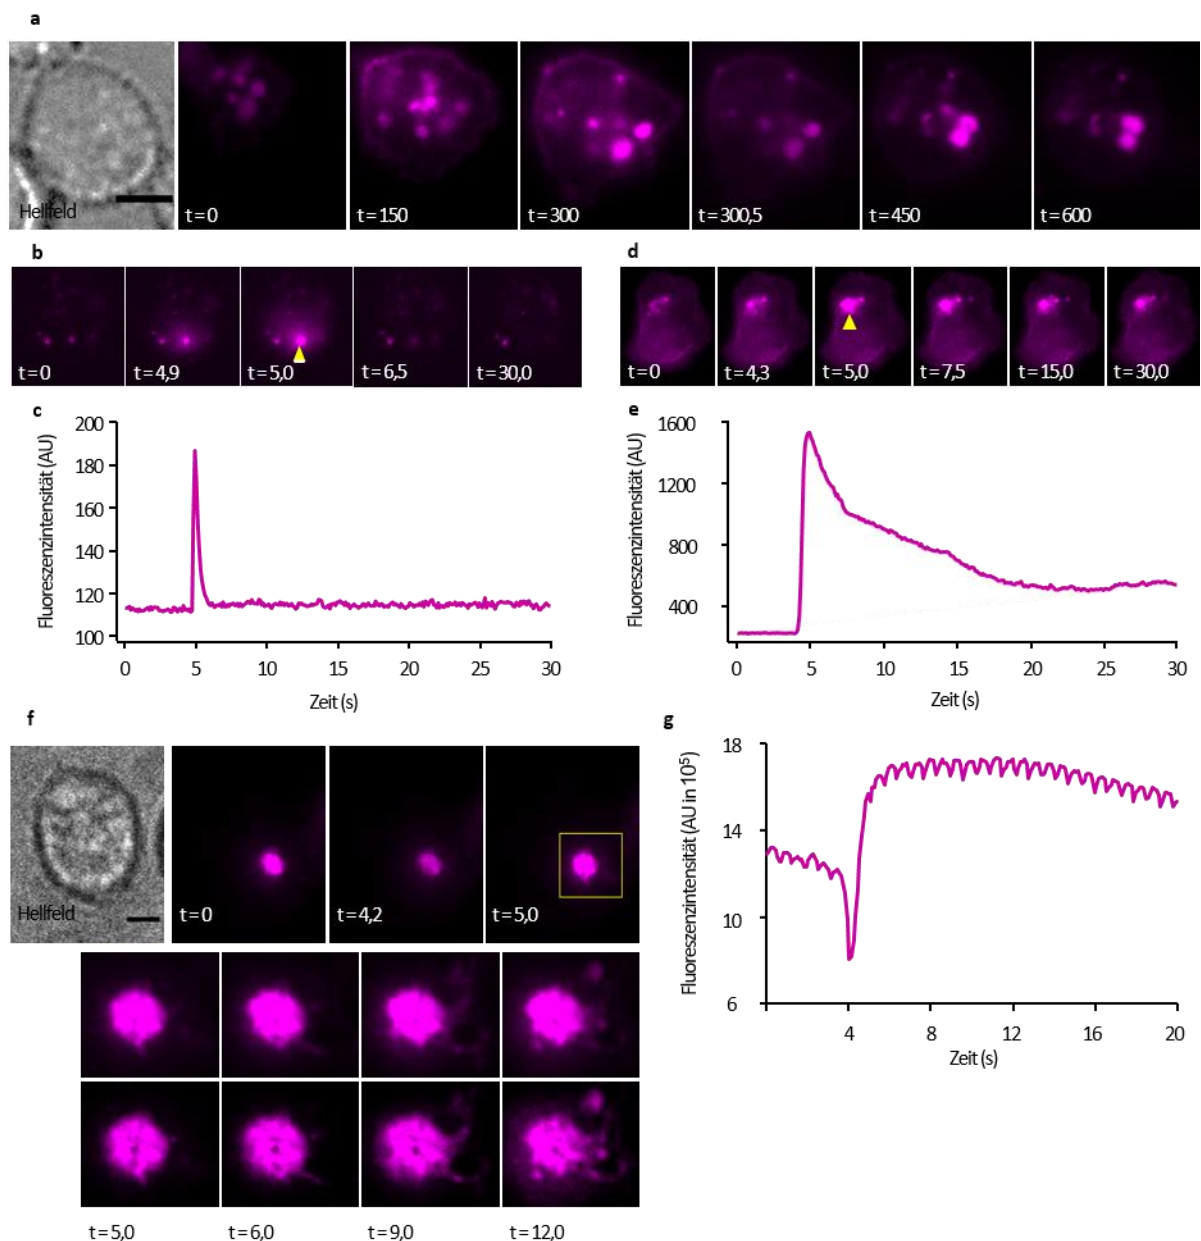 a
Hellfeld
t=0
t=150
t=300
t=300,5
t=450
t=600
b
t=0
t=4,9
t=5,0
t=6,5
t=30,0
d
t=0
t=4,3
t=5,0
t=7,5
t=15,0
t=30,0
c
Fluoreszenzintensität (AU)
200
180
160
140
120
100
0 5 10 15 20 25 30
Zeit (s)
e
Fluoreszenzintensität (AU)
1600
1200
800
400
0 5 10 15 20 25 30
Zeit (s)
f
Hellfeld
t=0
t=4,2
t=5,0
t=5,0
t=6,0
t=9,0
t=12,0
g
Fluoreszenzintensität (AU in 10⁵)
18
14
10
6
4 8 12 16 20
Zeit (s)